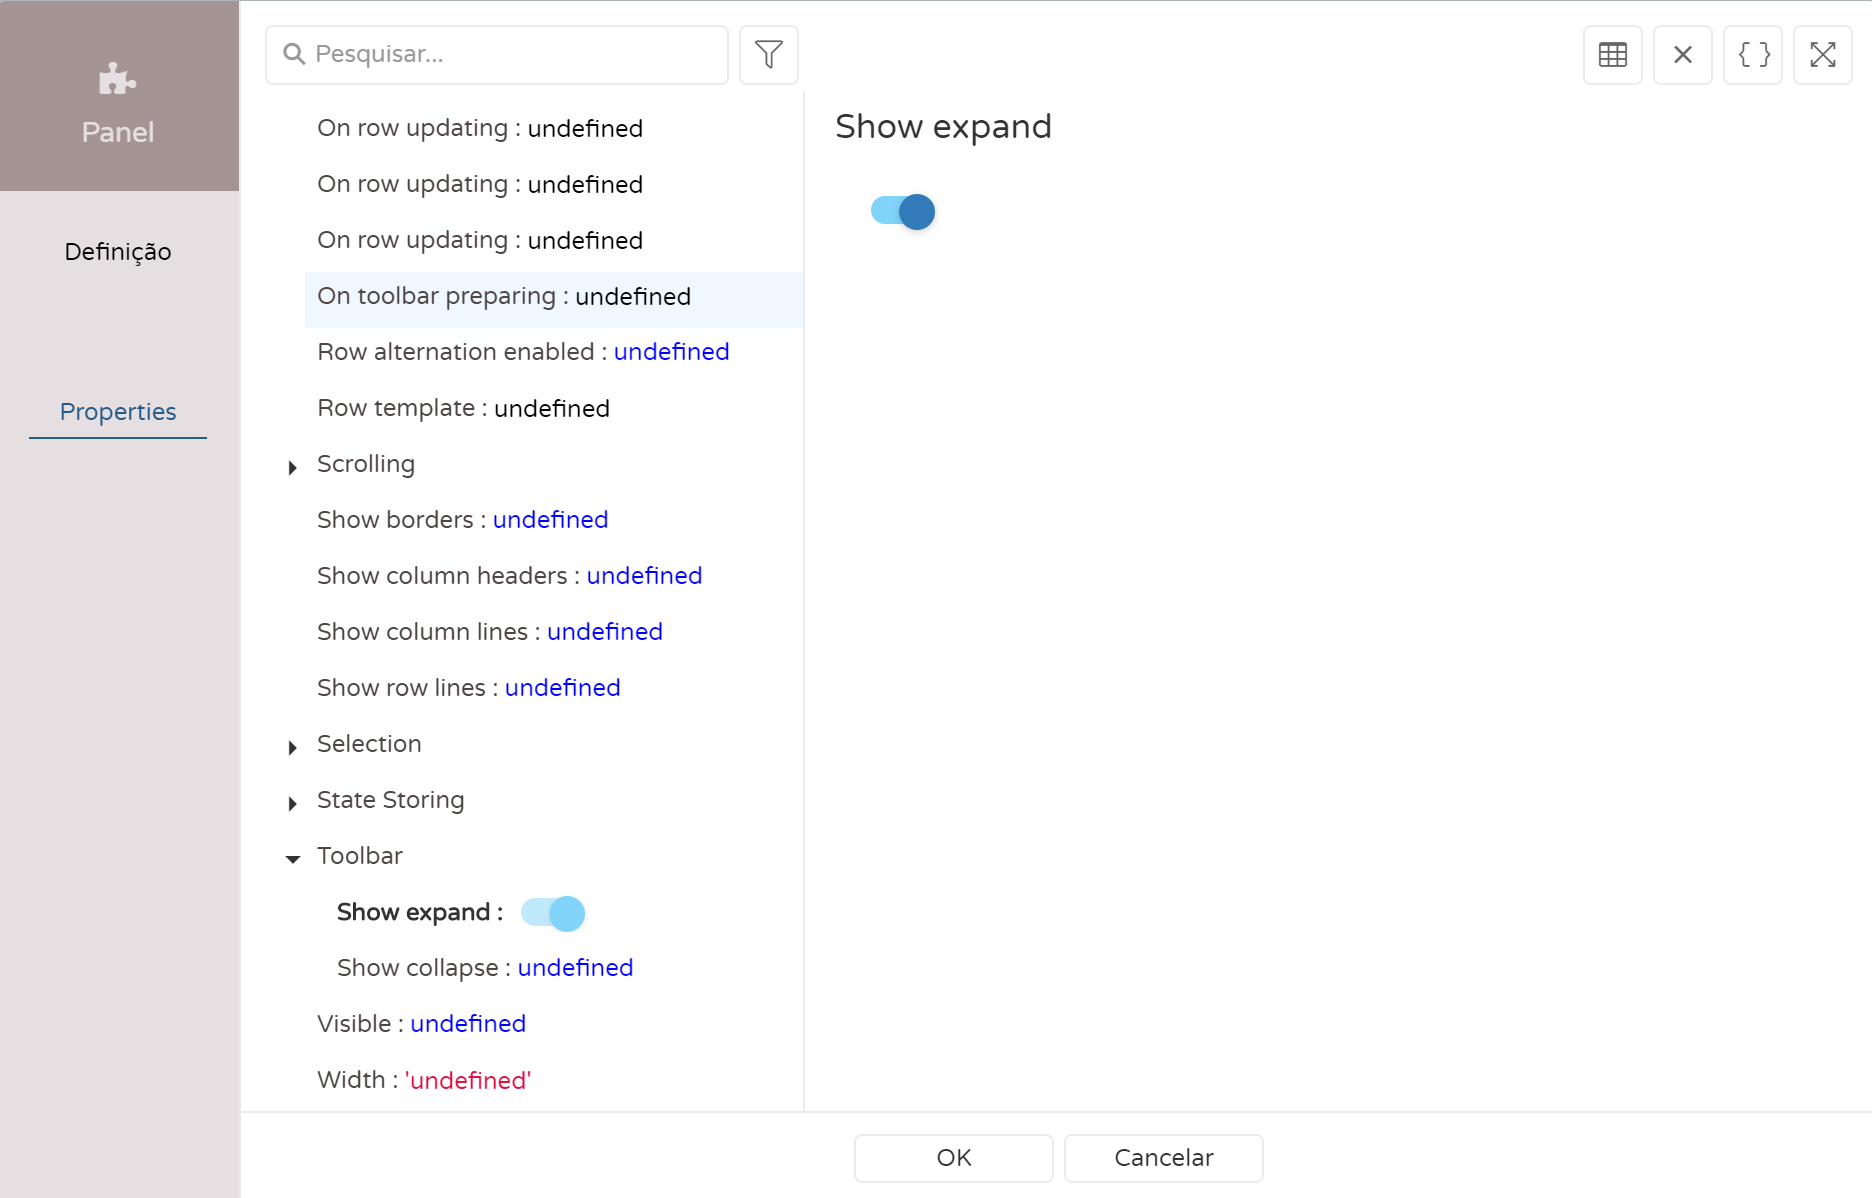 Panel
Definição
Properties
Pesquisar...
On row updating : undefined
On row updating : undefined
On row updating : undefined
On toolbar preparing : undefined
Row alternation enabled : undefined
Row template : undefined
Scrolling
Show borders : undefined
Show column headers : undefined
Show column lines : undefined
Show row lines : undefined
Selection
State Storing
Toolbar
Show expand :
Show collapse : undefined
Visible : undefined
Width : 'undefined'
Show expand
OK
Cancelar